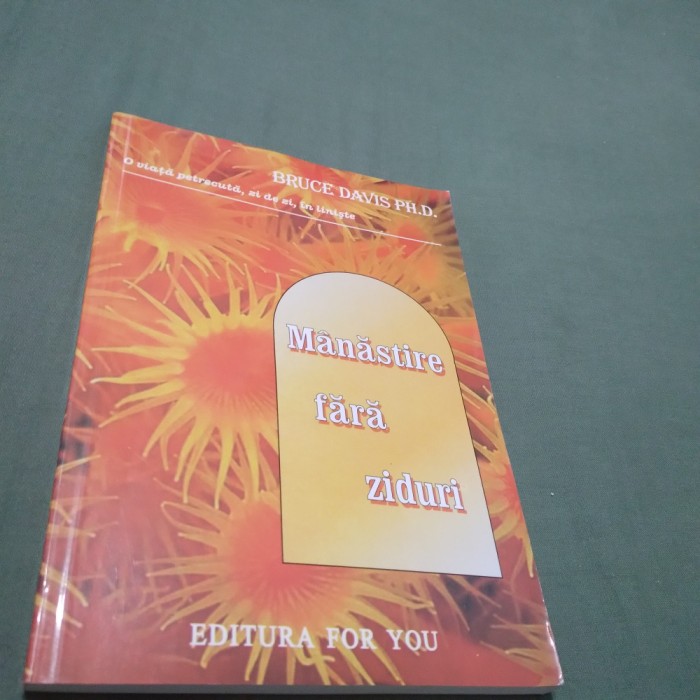 BRUCE DAVIS PH.D.
O viață petrecută, zi de zi, în liniște
Mânăstire
fără
ziduri
EDITURA FOR YOU